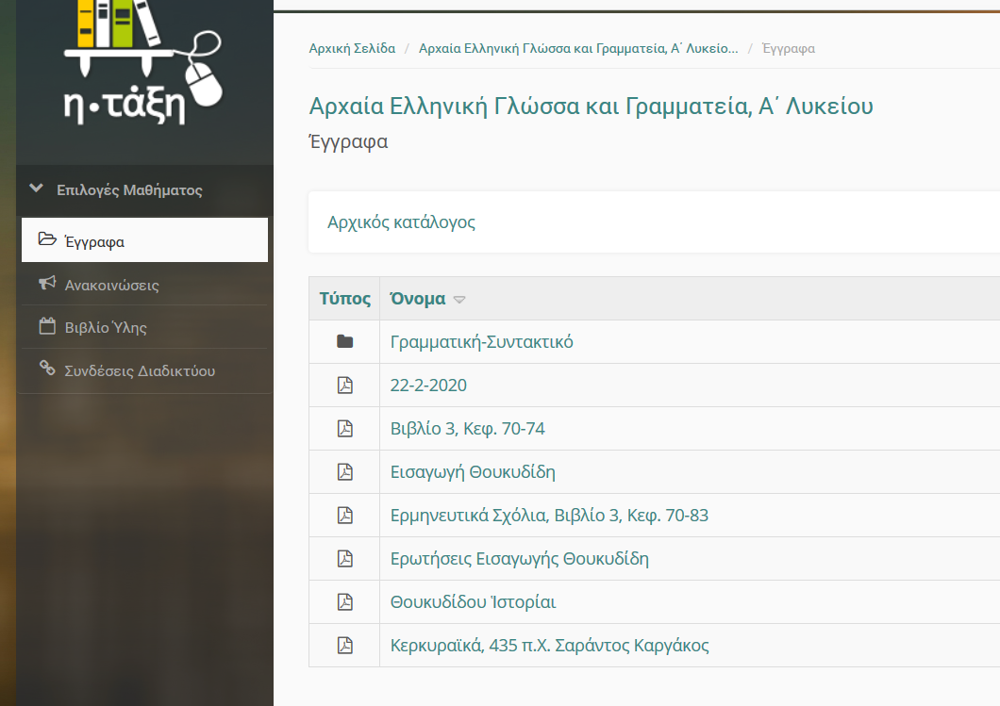 η·τάξη
Επιλογές Μαθήματος
Έγγραφα
Ανακοινώσεις
Βιβλίο Ύλης
Συνδέσεις Διαδικτύου
Αρχική Σελίδα / Αρχαία Ελληνική Γλώσσα και Γραμματεία, Α΄ Λυκείο... / Έγγραφα
Αρχαία Ελληνική Γλώσσα και Γραμματεία, Α΄ Λυκείου
Έγγραφα
Αρχικός κατάλογος
Τύπος Όνομα
Γραμματική-Συντακτικό
22-2-2020
Βιβλίο 3, Κεφ. 70-74
Εισαγωγή Θουκυδίδη
Ερμηνευτικά Σχόλια, Βιβλίο 3, Κεφ. 70-83
Ερωτήσεις Εισαγωγής Θουκυδίδη
Θουκυδίδου Ἱστορίαι
Κερκυραϊκά, 435 π.Χ. Σαράντος Καργάκος